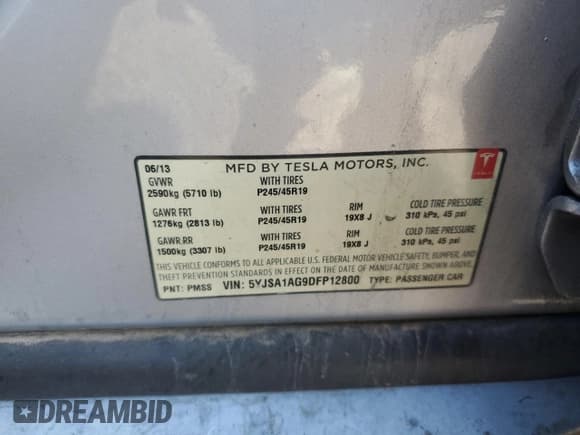 06/13 MFD BY TESLA MOTORS, INC. TESLA
GVWR WITH TIRES
2590kg (5710 lb) P245/45R19
GAWR FRT WITH TIRES RIM COLD TIRE PRESSURE
1276kg (2813 lb) P245/45R19 19X8 J 310 kPa, 45 psi
GAWR RR WITH TIRES RIM COLD TIRE PRESSURE
1500kg (3307 lb) P245/45R19 19X8 J 310 kPa, 45 psi
THIS VEHICLE CONFORMS TO ALL APPLICABLE U.S. FEDERAL MOTOR VEHICLE SAFETY, BUMPER, AND
THEFT PREVENTION STANDARDS IN EFFECT ON THE DATE OF MANUFACTURE SHOWN ABOVE.
PNT: PMSS VIN: 5YJSA1AG9DFP12800 TYPE: PASSENGER CAR
DREAMBID